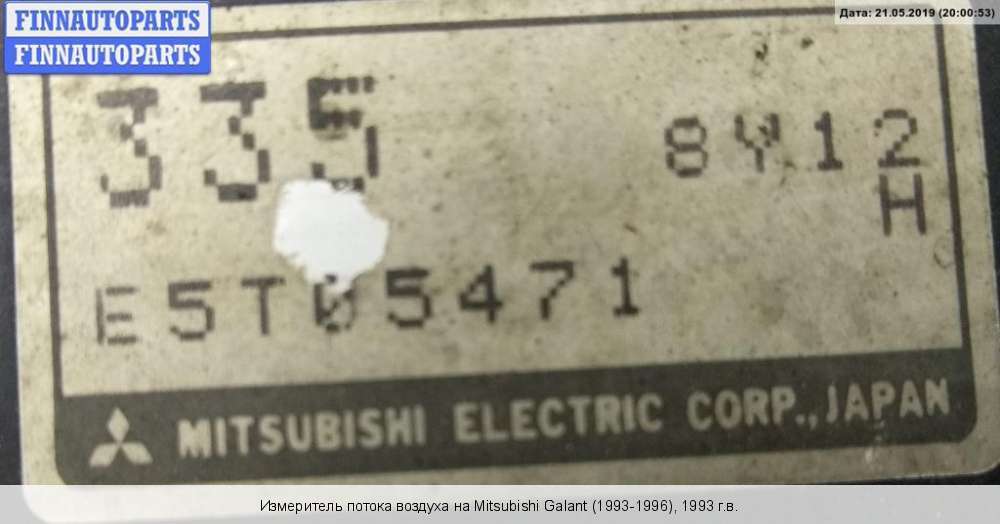 FINNAUTOPARTS
FINNAUTOPARTS
Дата: 21.05.2019 (20:00:53)
335
8Y12
H
E5T05471
MITSUBISHI ELECTRIC CORP., JAPAN
Измеритель потока воздуха на Mitsubishi Galant (1993-1996), 1993 г.в.